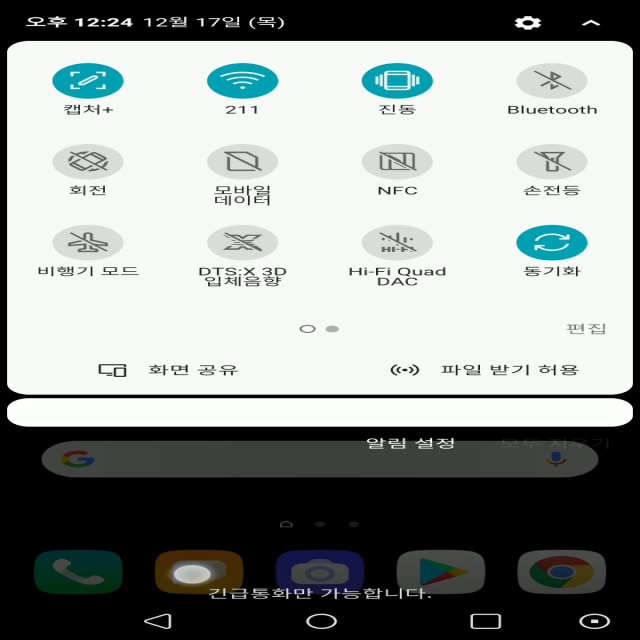 오후 12:24 12월 17일 (목)
캡처+ 211 진동 Bluetooth
회전 모바일 데이터 NFC 손전등
HI-FI
비행기 모드 DTS:X 3D 입체음향 Hi-Fi Quad DAC 동기화
편집
화면 공유 파일 받기 허용
알림 설정 모두 지우기
긴급통화만 가능합니다.